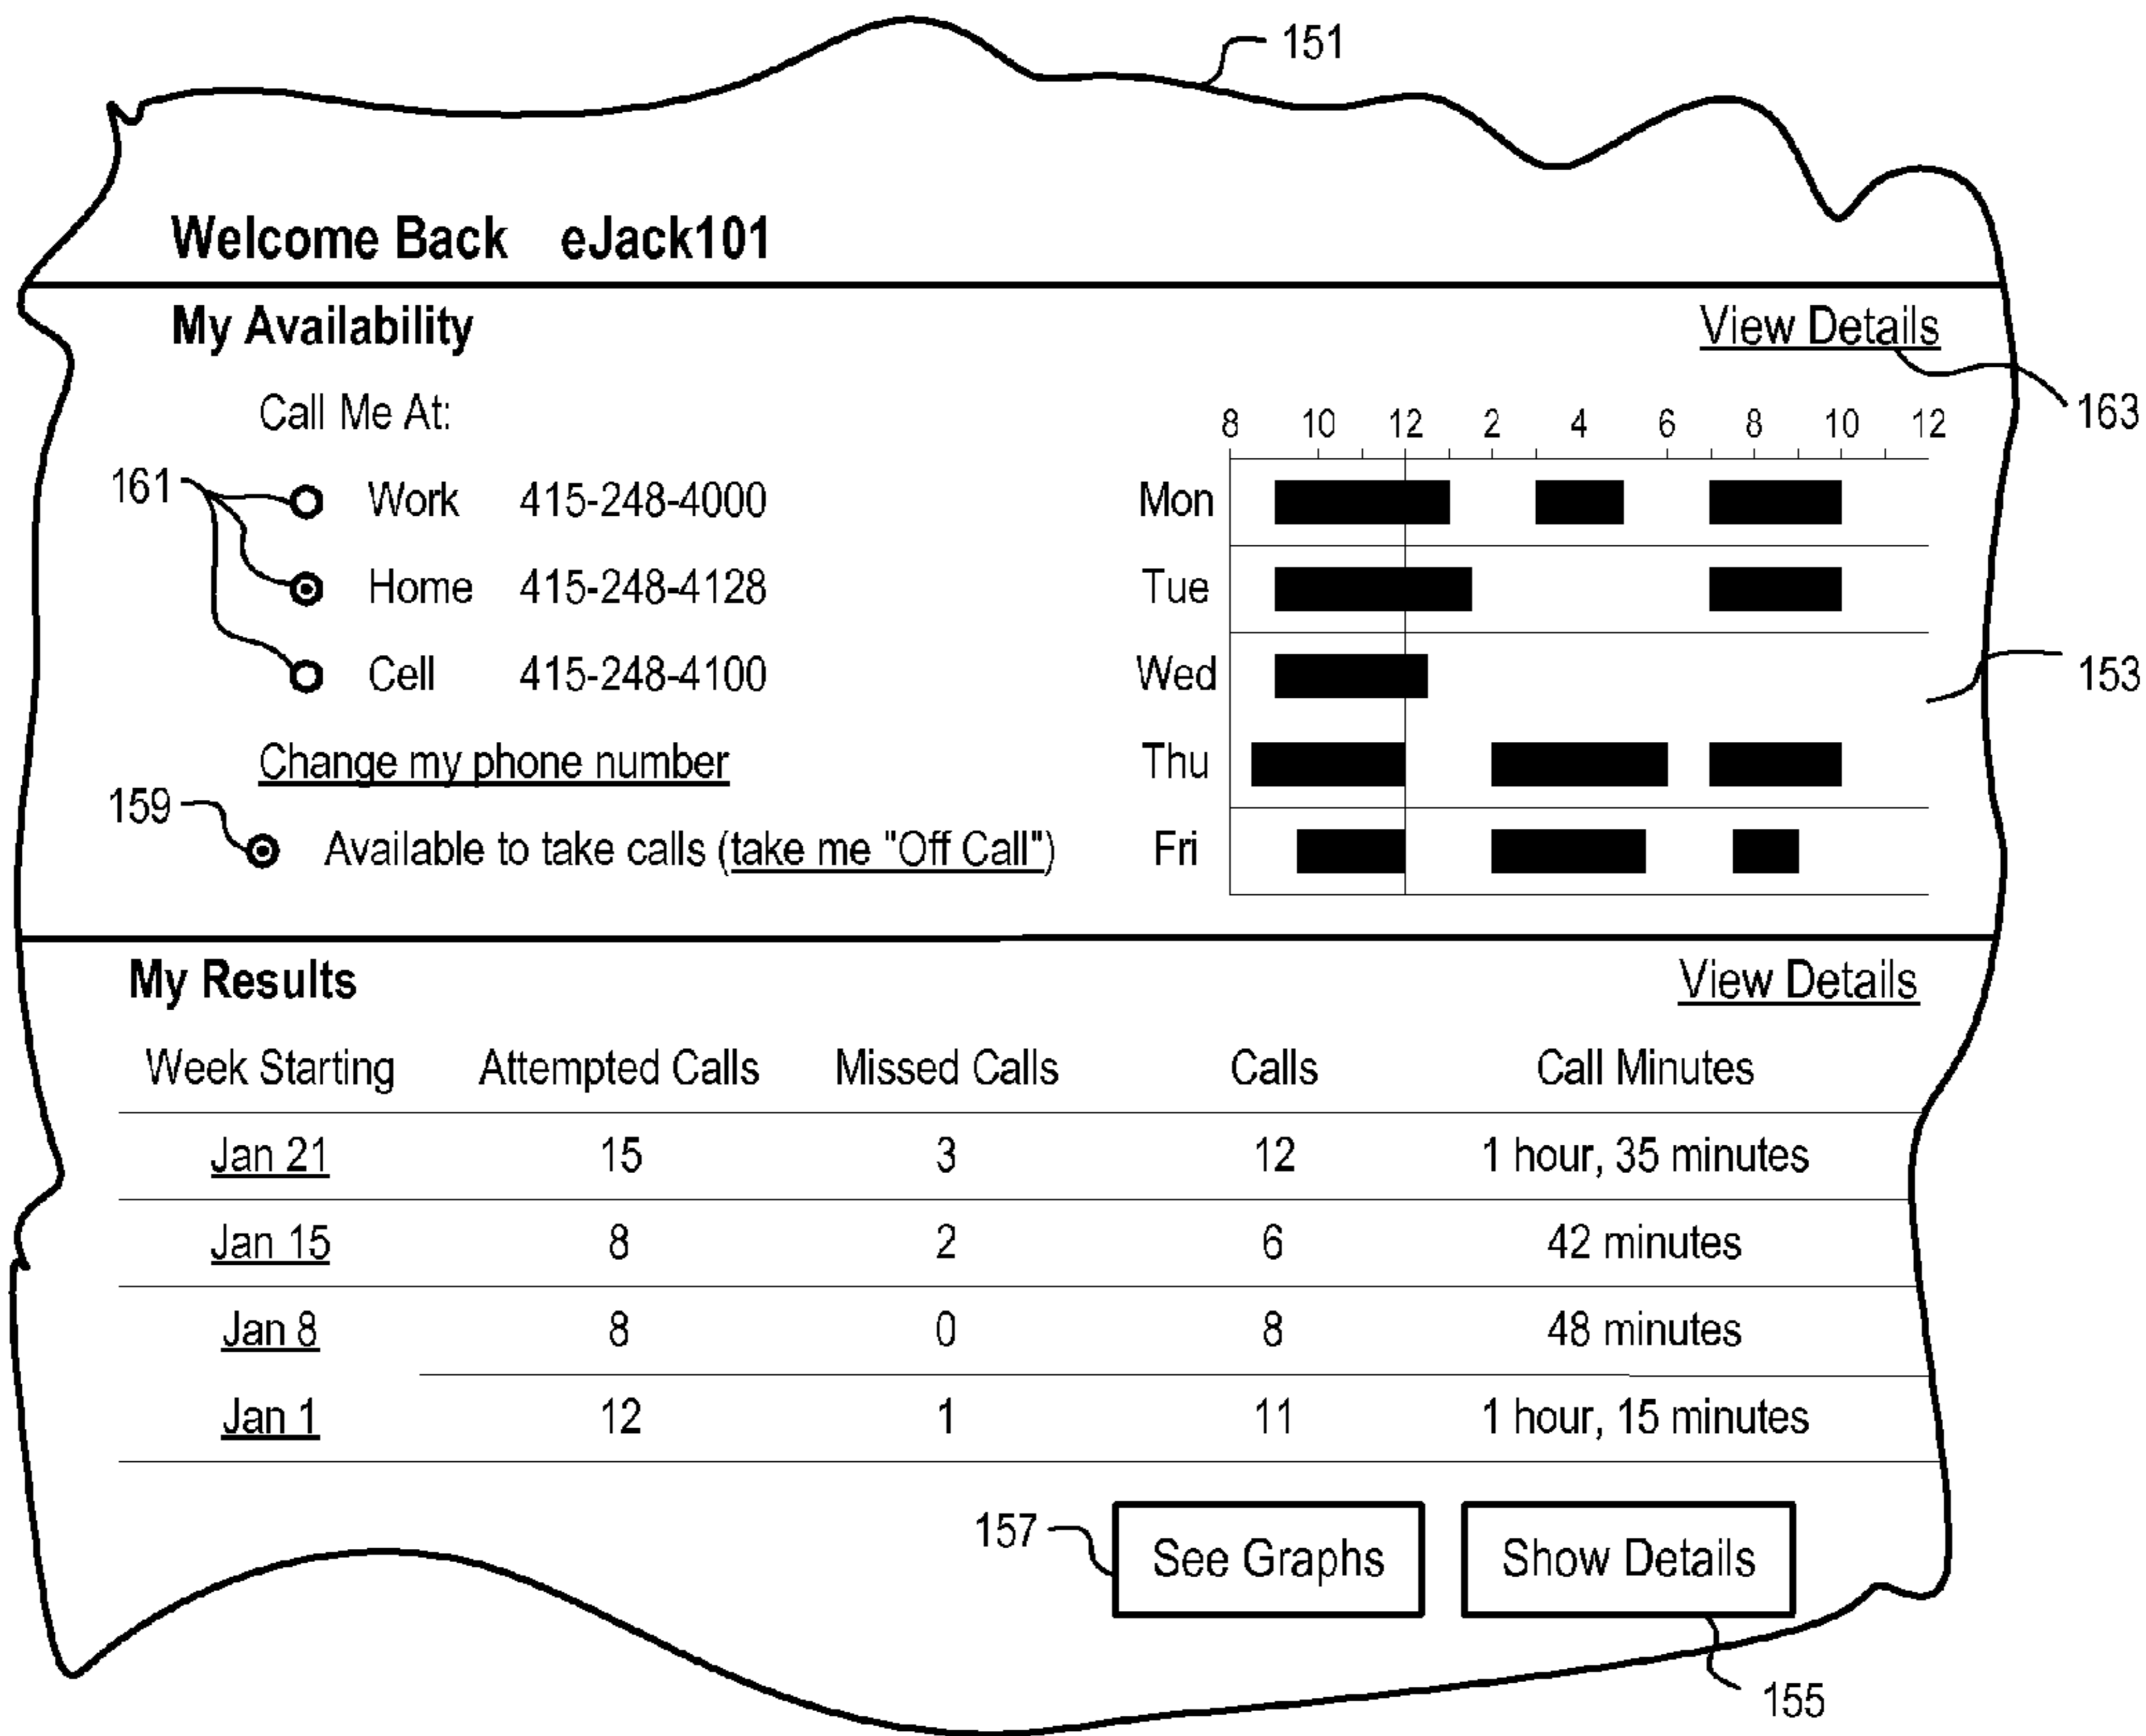 151
Welcome Back eJack101
My Availability View Details
163
Call Me At:
8 10 12 2 4 6 8 10 12
161 Work 415-248-4000 Mon
Home 415-248-4128 Tue
Cell 415-248-4100 Wed
153
Change my phone number Thu
159
Available to take calls (take me "Off Call") Fri
My Results View Details
Week Starting Attempted Calls Missed Calls Calls Call Minutes
Jan 21 15 3 12 1 hour, 35 minutes
Jan 15 8 2 6 42 minutes
Jan 8 8 0 8 48 minutes
Jan 1 12 1 11 1 hour, 15 minutes
157 See Graphs Show Details
155